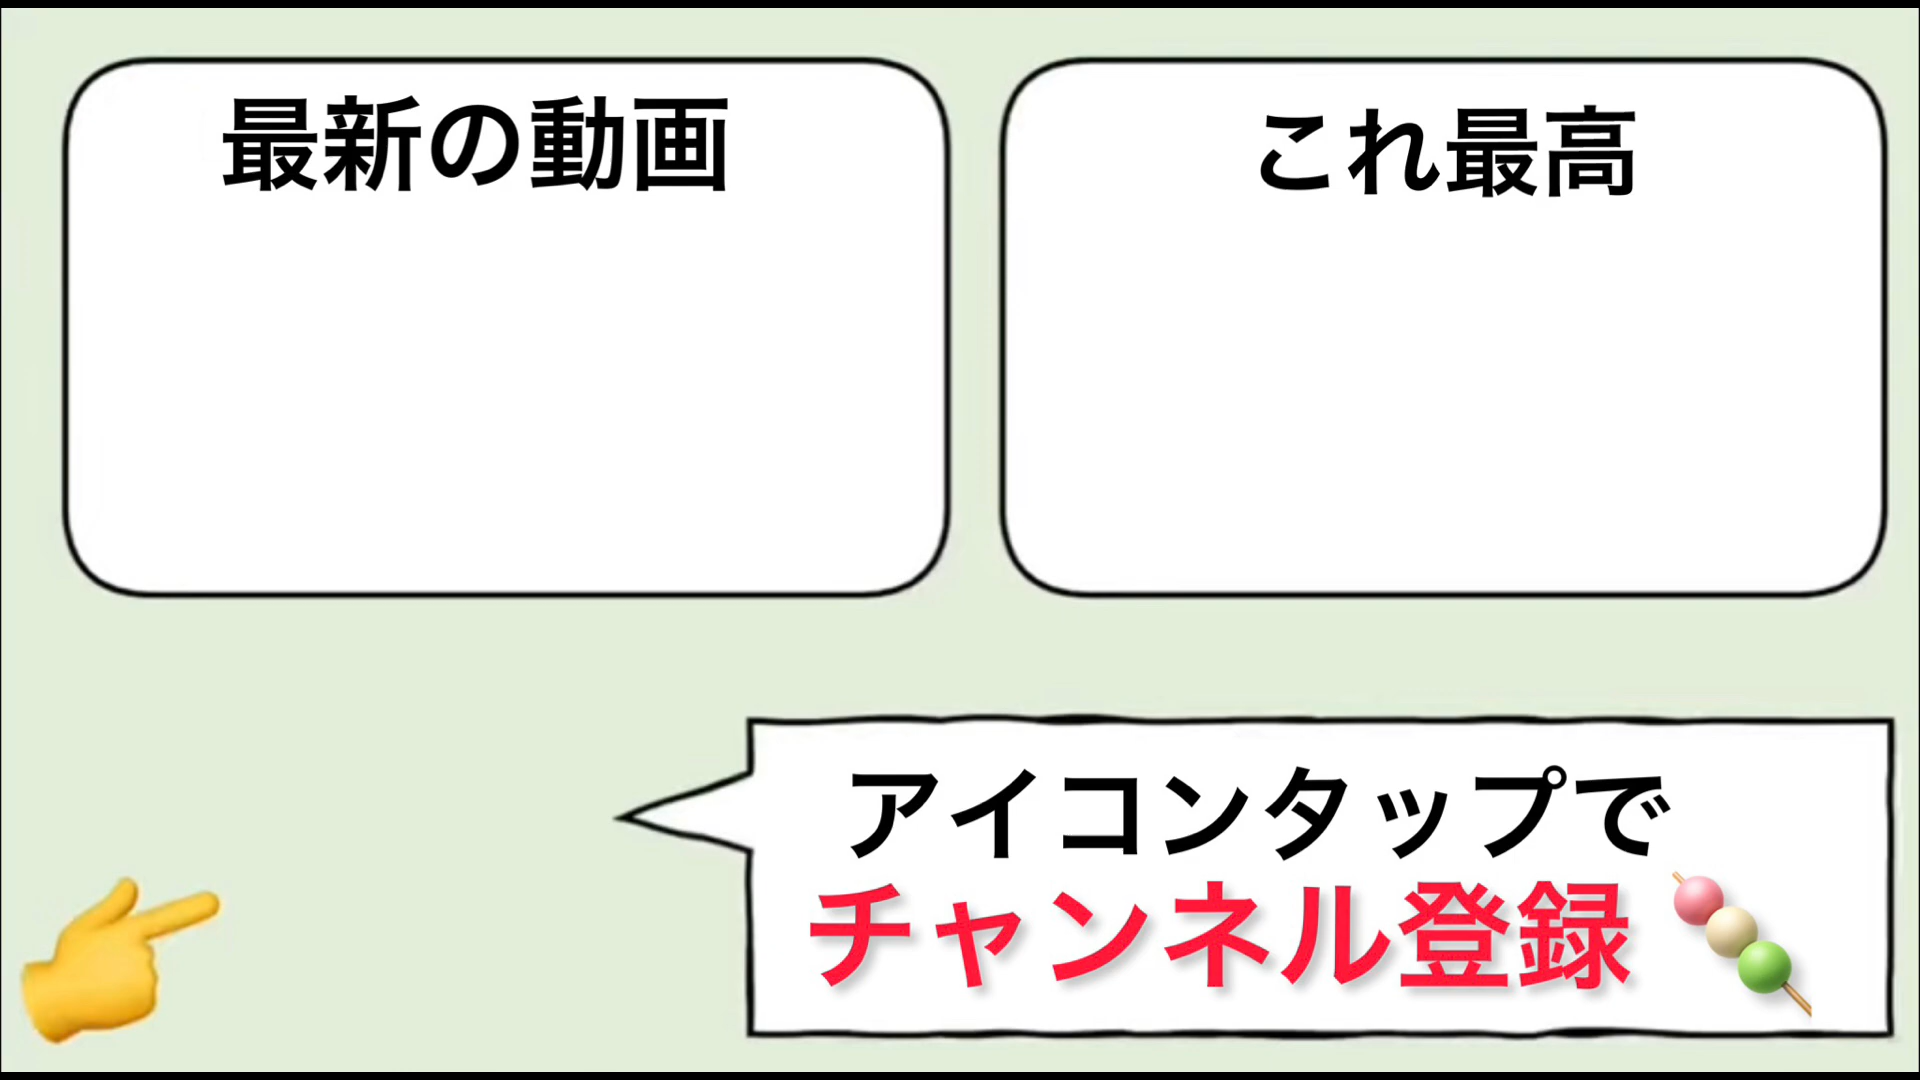 最新の動画
これ最高
アイコンタップで
チャンネル登録🍡